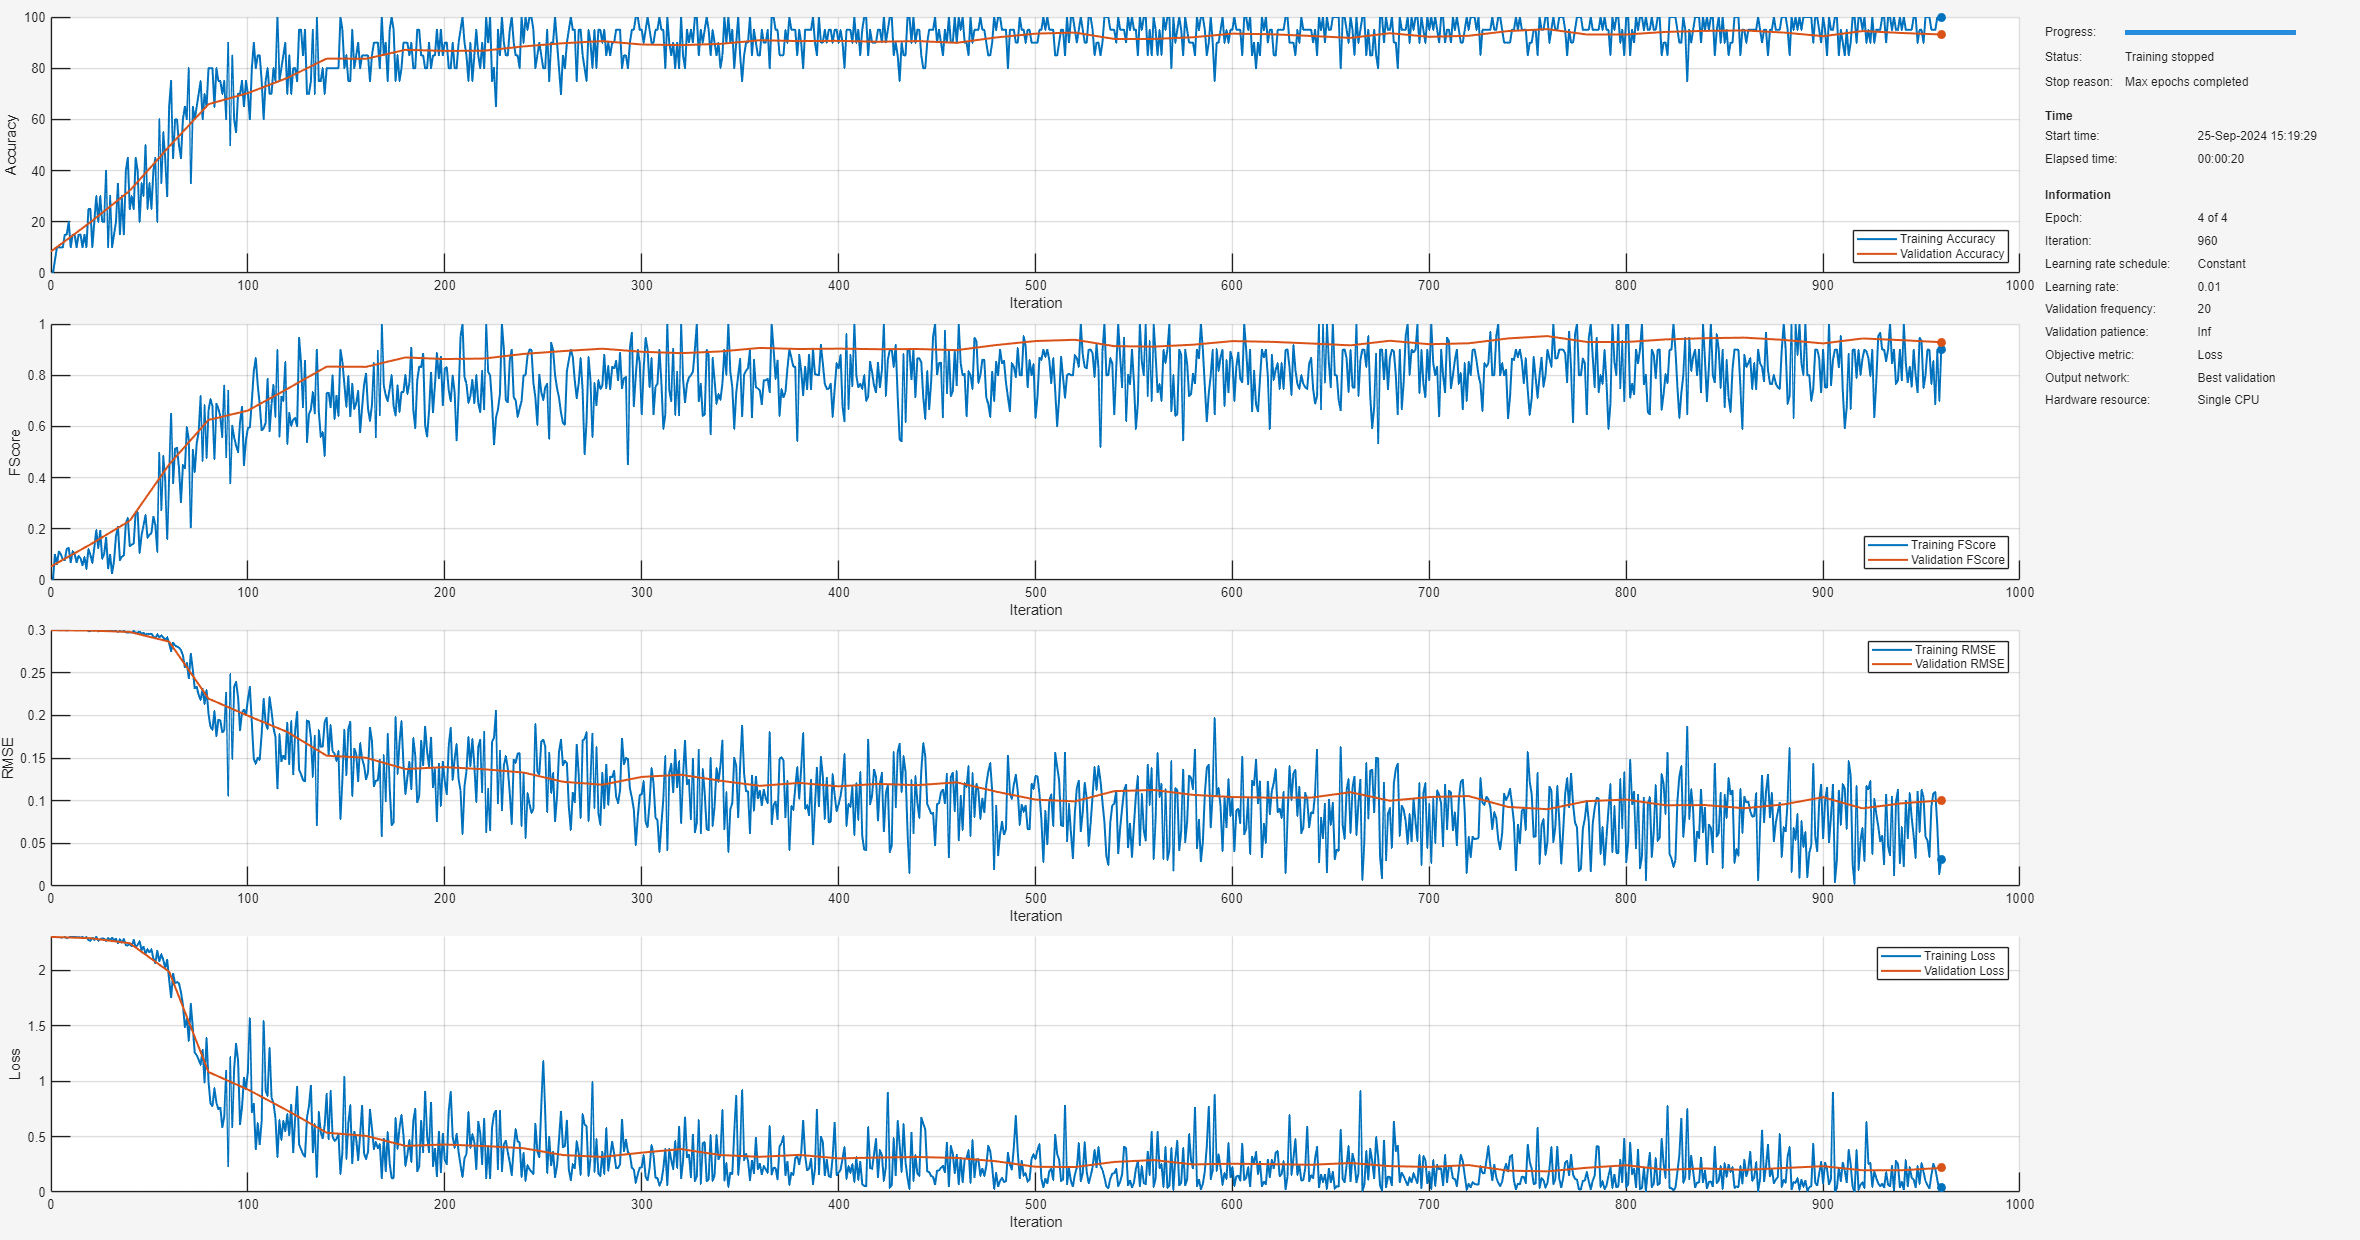 100
80
60
40
20
0
Accuracy
Training Accuracy
Validation Accuracy
0 100 200 300 400 500 600 700 800 900 1000
Iteration
1
0.8
0.6
0.4
0.2
0
FScore
Training FScore
Validation FScore
0 100 200 300 400 500 600 700 800 900 1000
Iteration
0.3
0.25
0.2
0.15
0.1
0.05
0
RMSE
Training RMSE
Validation RMSE
0 100 200 300 400 500 600 700 800 900 1000
Iteration
2
1.5
1
0.5
0
Loss
Training Loss
Validation Loss
0 100 200 300 400 500 600 700 800 900 1000
Iteration
Progress:
Status: Training stopped
Stop reason: Max epochs completed
Time
Start time: 25-Sep-2024 15:19:29
Elapsed time: 00:00:20
Information
Epoch: 4 of 4
Iteration: 960
Learning rate schedule: Constant
Learning rate: 0.01
Validation frequency: 20
Validation patience: Inf
Objective metric: Loss
Output network: Best validation
Hardware resource: Single CPU